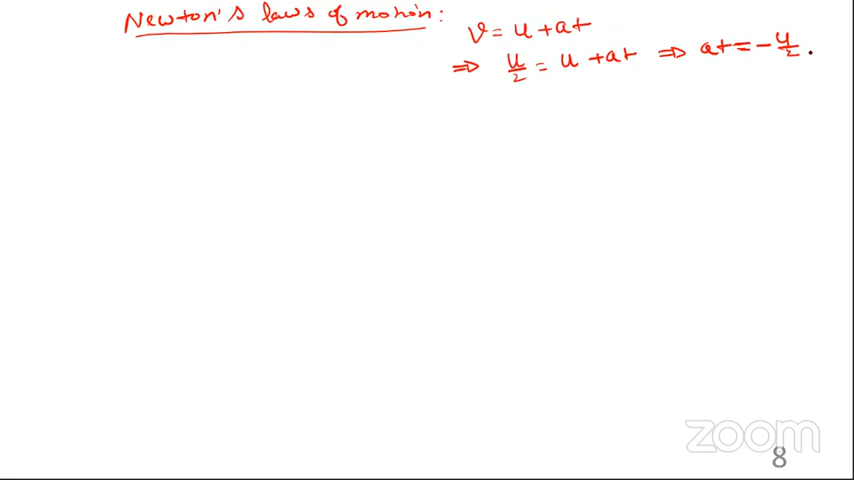 Newton's laws of motion:
v = u + at
⇒ u/2 = u + at ⇒ at = -u/2.
zoom
8